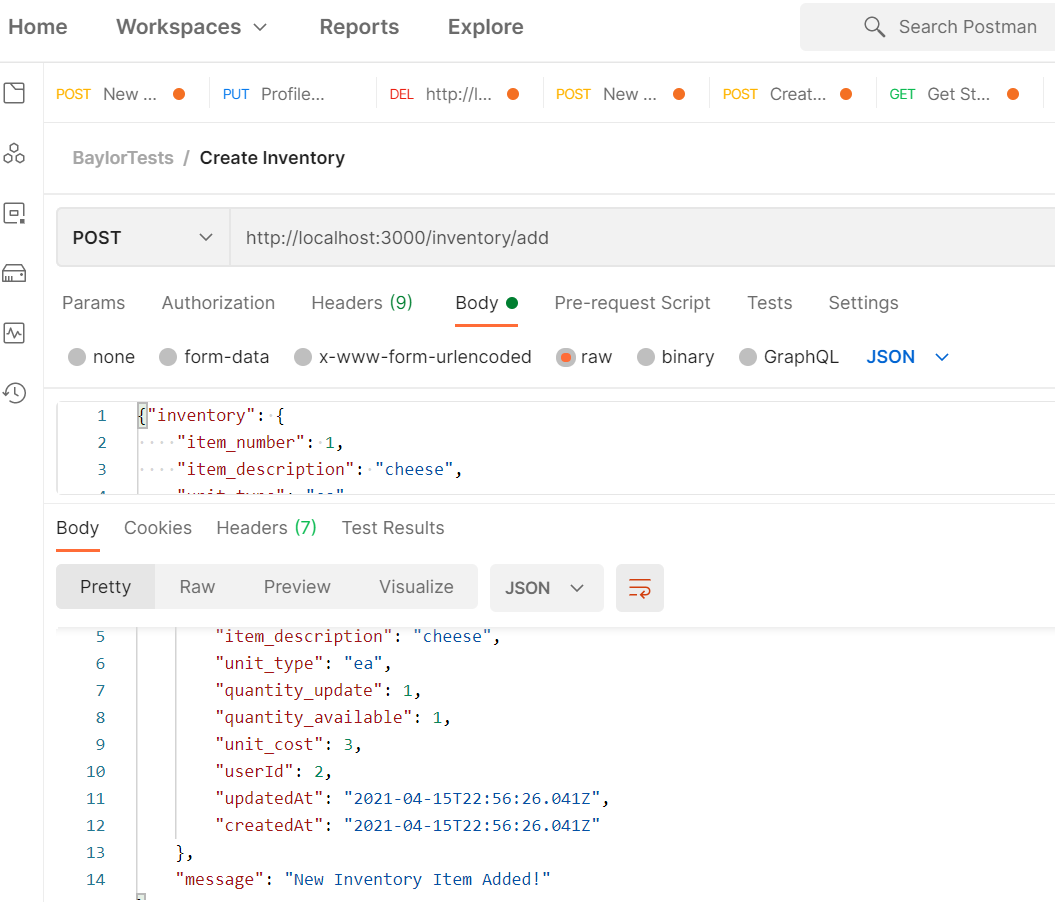 Home Workspaces Reports Explore Search Postman
POST New ... PUT Profile... DEL http://l... POST New ... POST Creat... GET Get St...
BaylorTests / Create Inventory
POST http://localhost:3000/inventory/add
Params Authorization Headers (9) Body Pre-request Script Tests Settings
none form-data x-www-form-urlencoded raw binary GraphQL JSON
1 {"inventory": {
2 "item_number": 1,
3 "item_description": "cheese",
4 "unit_type": "ea"
Body Cookies Headers (7) Test Results
Pretty Raw Preview Visualize JSON
5 "item_description": "cheese",
6 "unit_type": "ea",
7 "quantity_update": 1,
8 "quantity_available": 1,
9 "unit_cost": 3,
10 "userId": 2,
11 "updatedAt": "2021-04-15T22:56:26.041Z",
12 "createdAt": "2021-04-15T22:56:26.041Z"
13 },
14 "message": "New Inventory Item Added!"